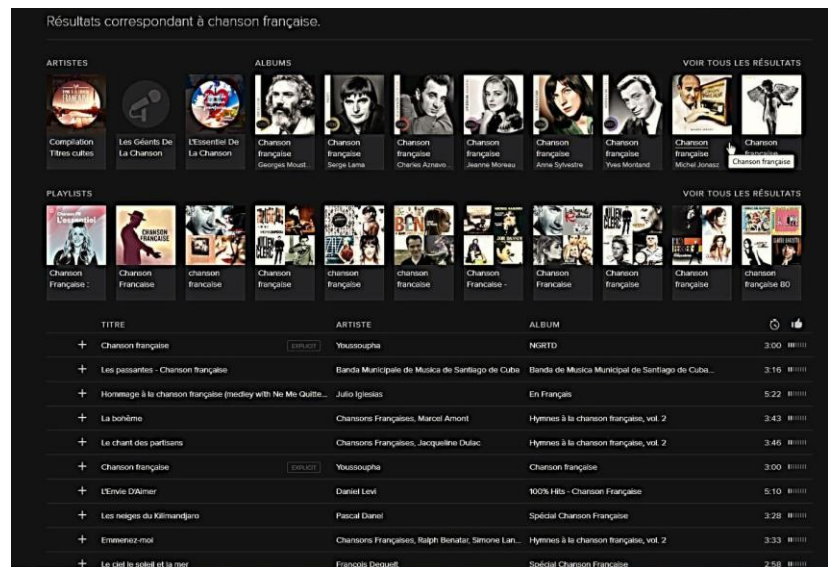 Résultats correspondant à chanson française.
ARTISTES
ALBUMS
VOIR TOUS LES RÉSULTATS
Compilation
Titres cultes
Les Géants De
La Chanson
L'Essentiel De
La Chanson
Chanson
française
Georges Moust...
Chanson
française
Serge Lama
Chanson
française
Charles Aznavo...
Chanson
française
Jeanne Moreau
Chanson
française
Anne Sylvestre
Chanson
française
Yves Montand
Chanson
française
Michel Jonasz
Chanson
française
Chanson française
PLAYLISTS
VOIR TOUS LES RÉSULTATS
L'essentiel
CHANSON
FRANCAISE
Chanson
Française :
Chanson
Francaise
chanson
française
Chanson
française
chanson
française
chanson
francaise
Chanson
Francaise -
Chanson
Francaise
Chanson
française
chanson
française 80
TITRE ARTISTE ALBUM
+ Chanson française EXPLICIT Youssoupha NGRTD 3:00
+ Les passantes - Chanson française Banda Municipale de Musica de Santiago de Cuba Banda de Musica Municipal de Santiago de Cuba... 3:16
+ Hommage à la chanson française (medley with Ne Me Quitte... Julio Iglesias En Français 5:22
+ La bohème Chansons Françaises, Marcel Amont Hymnes à la chanson française, vol. 2 3:43
+ Le chant des partisans Chansons Françaises, Jacqueline Dulac Hymnes à la chanson française, vol. 2 3:46
+ Chanson française EXPLICIT Youssoupha Chanson française 3:00
+ L'Envie D'Aimer Daniel Levi 100% Hits - Chanson Française 5:10
+ Les neiges du Kilimandjaro Pascal Danel Spécial Chanson Française 3:28
+ Emmenez-moi Chansons Françaises, Ralph Benatar, Simone Lan... Hymnes à la chanson française, vol. 2 3:33
+ Le ciel le soleil et la mer François Deguelt Spécial Chanson Française 2:58